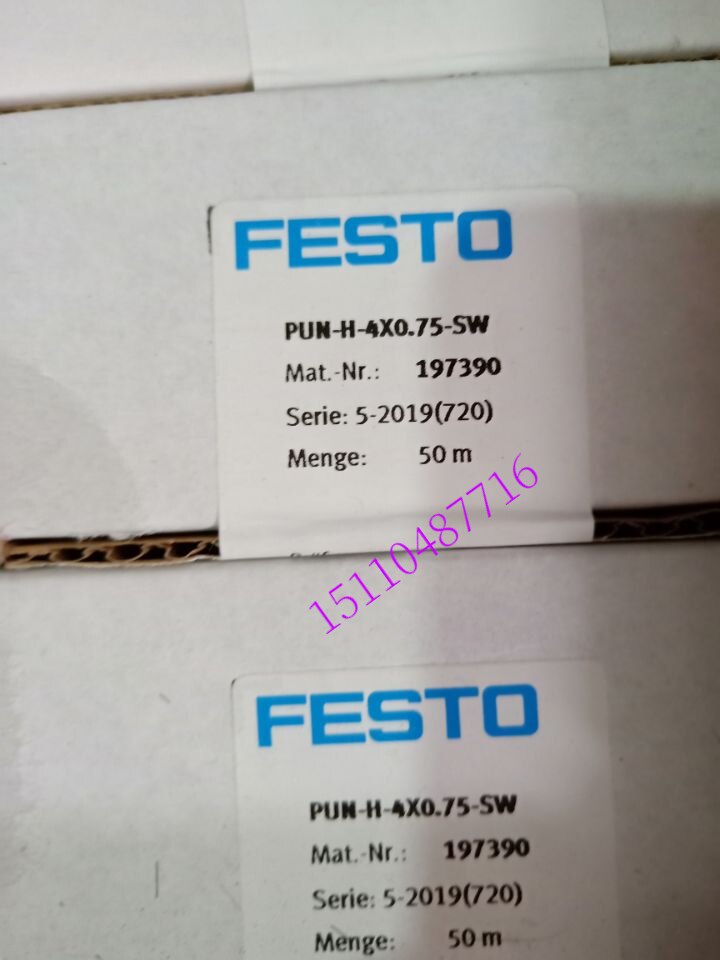 FESTO
PUN-H-4X0.75-SW
Mat.-Nr.: 197390
Serie: 5-2019(720)
Menge: 50 m
15110487716
FESTO
PUN-H-4X0.75-SW
Mat.-Nr.: 197390
Serie: 5-2019(720)
Menge: 50 m